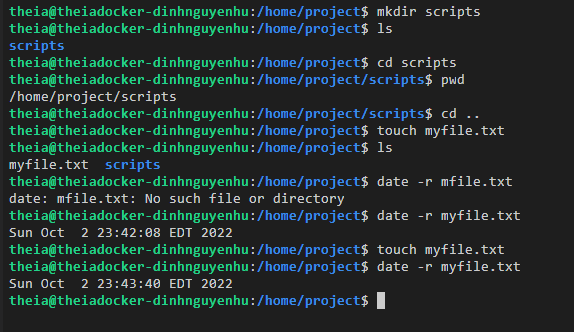 theia@theiadocker-dinhnguyenhu:/home/project$ mkdir scripts
theia@theiadocker-dinhnguyenhu:/home/project$ ls
scripts
theia@theiadocker-dinhnguyenhu:/home/project$ cd scripts
theia@theiadocker-dinhnguyenhu:/home/project/scripts$ pwd
/home/project/scripts
theia@theiadocker-dinhnguyenhu:/home/project/scripts$ cd ..
theia@theiadocker-dinhnguyenhu:/home/project$ touch myfile.txt
theia@theiadocker-dinhnguyenhu:/home/project$ ls
myfile.txt  scripts
theia@theiadocker-dinhnguyenhu:/home/project$ date -r mfile.txt
date: mfile.txt: No such file or directory
theia@theiadocker-dinhnguyenhu:/home/project$ date -r myfile.txt
Sun Oct  2 23:42:08 EDT 2022
theia@theiadocker-dinhnguyenhu:/home/project$ touch myfile.txt
theia@theiadocker-dinhnguyenhu:/home/project$ date -r myfile.txt
Sun Oct  2 23:43:40 EDT 2022
theia@theiadocker-dinhnguyenhu:/home/project$